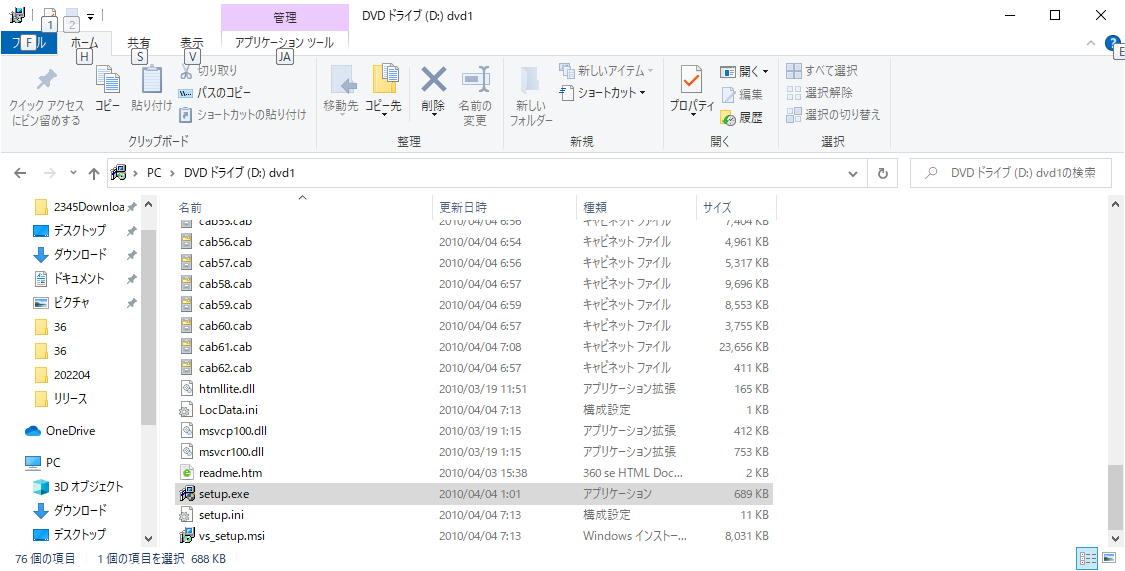 1 2 管理 DVD ドライブ (D:) dvd1
F ル ホーム 共有 表示 アプリケーション ツール
H S V JA E
クイック アクセス
にピン留めする
コピー
貼り付け
切り取り
パスのコピー
ショートカットの貼り付け
クリップボード
移動先
コピー先
削除
名前の
変更
整理
新しい
フォルダー
新しいアイテム
ショートカット
新規
プロパティ
開く
編集
履歴
開く
すべて選択
選択解除
選択の切り替え
選択
PC DVD ドライブ (D:) dvd1
DVD ドライブ (D:) dvd1の検索
2345Downloa
デスクトップ
ダウンロード
ドキュメント
ピクチャ
36
36
202204
リリース
OneDrive
PC
3D オブジェクト
ダウンロード
デスクトップ
名前 更新日時 種類 サイズ
cab55.cab 2010/04/04 6:56 キャビネット ファイル 7,404 KB
cab56.cab 2010/04/04 6:54 キャビネット ファイル 4,961 KB
cab57.cab 2010/04/04 6:56 キャビネット ファイル 5,317 KB
cab58.cab 2010/04/04 6:57 キャビネット ファイル 9,696 KB
cab59.cab 2010/04/04 6:59 キャビネット ファイル 8,553 KB
cab60.cab 2010/04/04 6:57 キャビネット ファイル 3,755 KB
cab61.cab 2010/04/04 7:08 キャビネット ファイル 23,656 KB
cab62.cab 2010/04/04 6:57 キャビネット ファイル 411 KB
htmllite.dll 2010/03/19 11:51 アプリケーション拡張 165 KB
LocData.ini 2010/04/04 7:13 構成設定 1 KB
msvcp100.dll 2010/03/19 1:15 アプリケーション拡張 412 KB
msvcr100.dll 2010/03/19 1:15 アプリケーション拡張 753 KB
readme.htm 2010/04/03 15:38 360 se HTML Doc... 2 KB
setup.exe 2010/04/04 1:01 アプリケーション 689 KB
setup.ini 2010/04/04 7:13 構成設定 11 KB
vs_setup.msi 2010/04/04 7:13 Windows インストー... 8,031 KB
76 個の項目 1 個の項目を選択 688 KB